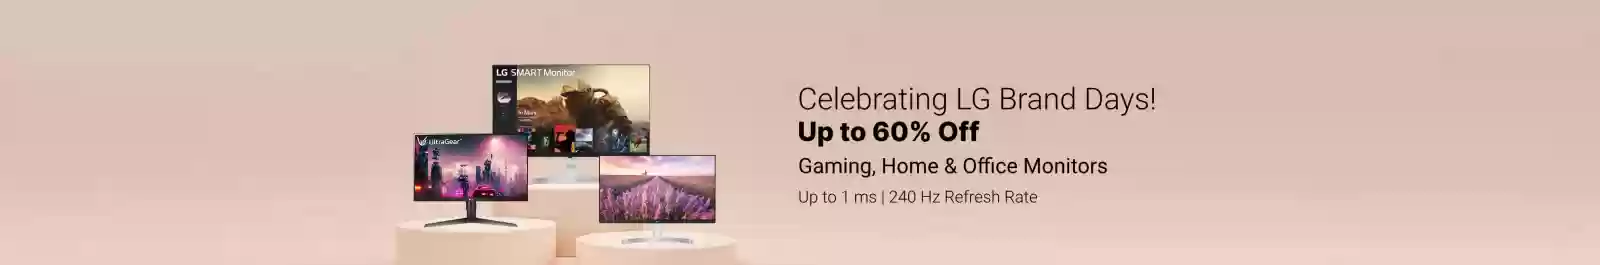 LG SMART Monitor
UltraGear
Celebrating LG Brand Days!
Up to 60% Off
Gaming, Home & Office Monitors
Up to 1 ms | 240 Hz Refresh Rate